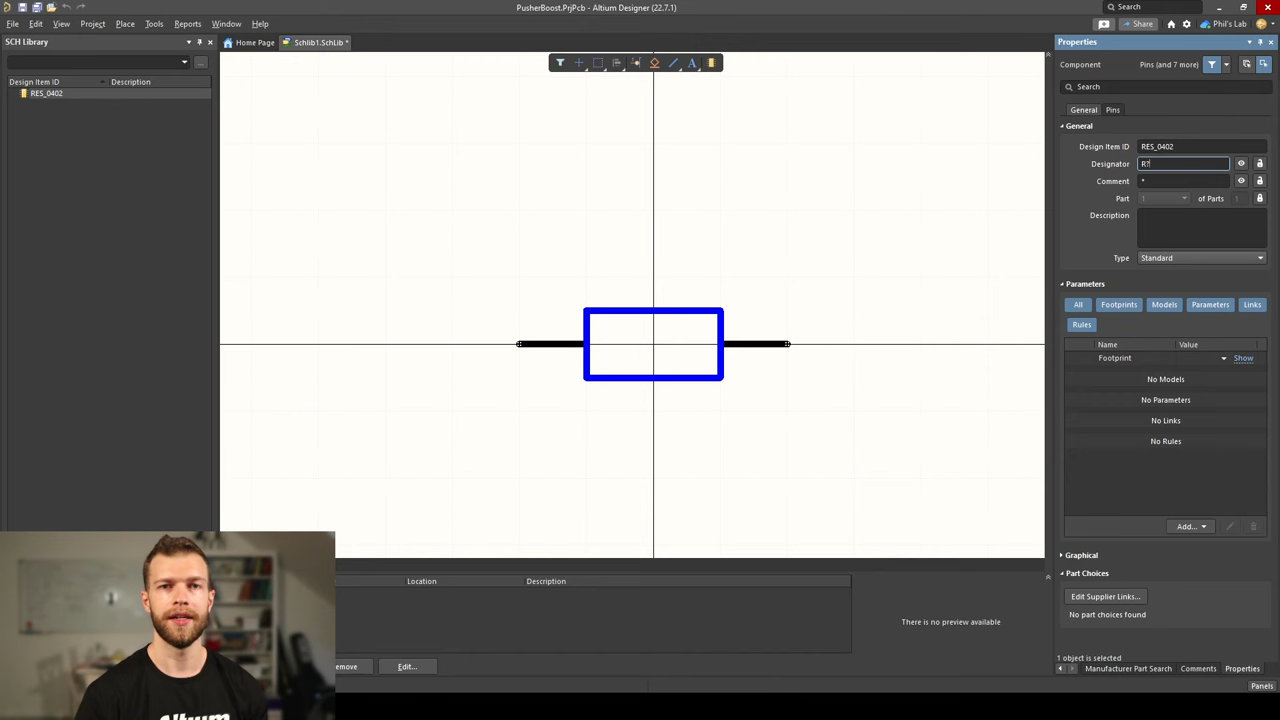 PusherBoost.PrjPcb - Altium Designer (22.7.1)
Search
File Edit View Project Place Tools Reports Window Help
Share
Phil's Lab
SCH Library
Home Page
Schlib1.SchLib *
Properties
Component
Pins (and 7 more)
...
Search
Design Item ID
Description
RES_0402
General
Pins
General
Design Item ID
RES_0402
Designator
R?
Comment
*
Part
1
of Parts
1
Description
Type
Standard
Parameters
All
Footprints
Models
Parameters
Links
Rules
Name
Value
Footprint
Show
No Models
No Parameters
No Links
No Rules
Add...
Graphical
Part Choices
Edit Supplier Links...
No part choices found
Location
Description
There is no preview available
emove
Edit...
1 object is selected
Manufacturer Part Search
Comments
Properties
Panels
Altium